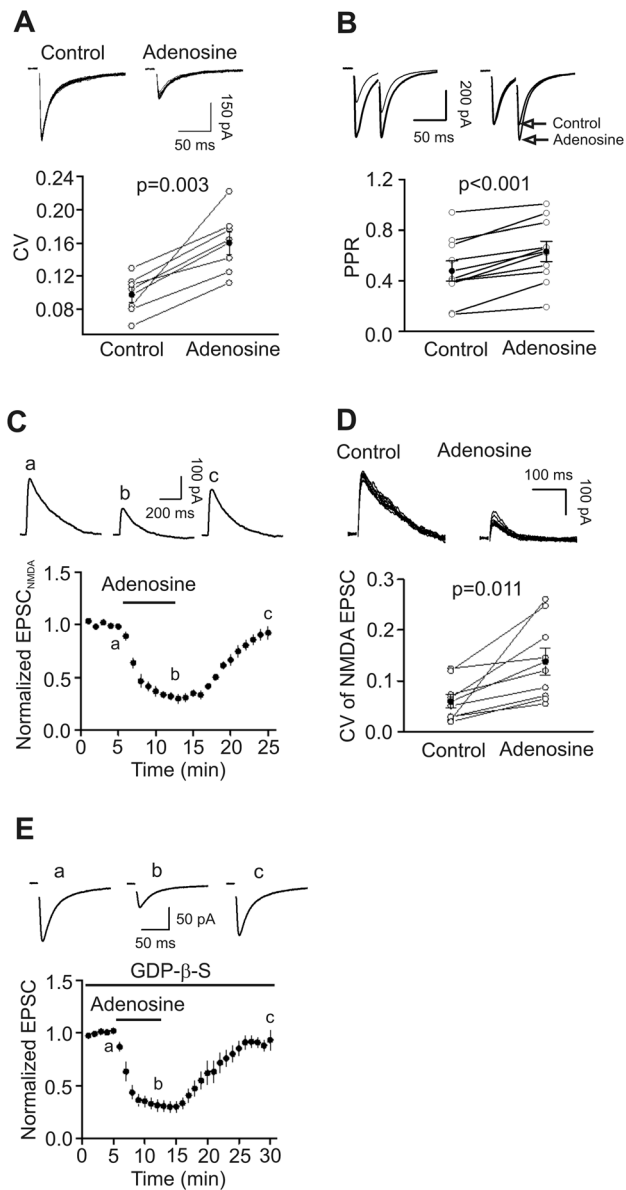 A
Control Adenosine
150 pA
50 ms
p=0.003
CV
0.24
0.20
0.16
0.12
0.08
Control Adenosine
B
200 pA
50 ms
Control
Adenosine
p<0.001
PPR
1.2
0.8
0.4
0.0
Control Adenosine
C
a
b
c
100 pA
200 ms
Adenosine
Normalized EPSCNMDA
1.5
1.0
0.5
0.0
a
b
c
0 5 10 15 20 25
Time (min)
D
Control Adenosine
100 ms
100 pA
p=0.011
CV of NMDA EPSC
0.3
0.2
0.1
0.0
Control Adenosine
E
a
b
c
50 pA
50 ms
GDP-β-S
Adenosine
Normalized EPSC
1.5
1.0
0.5
0.0
a
b
c
0 5 10 15 20 25 30
Time (min)